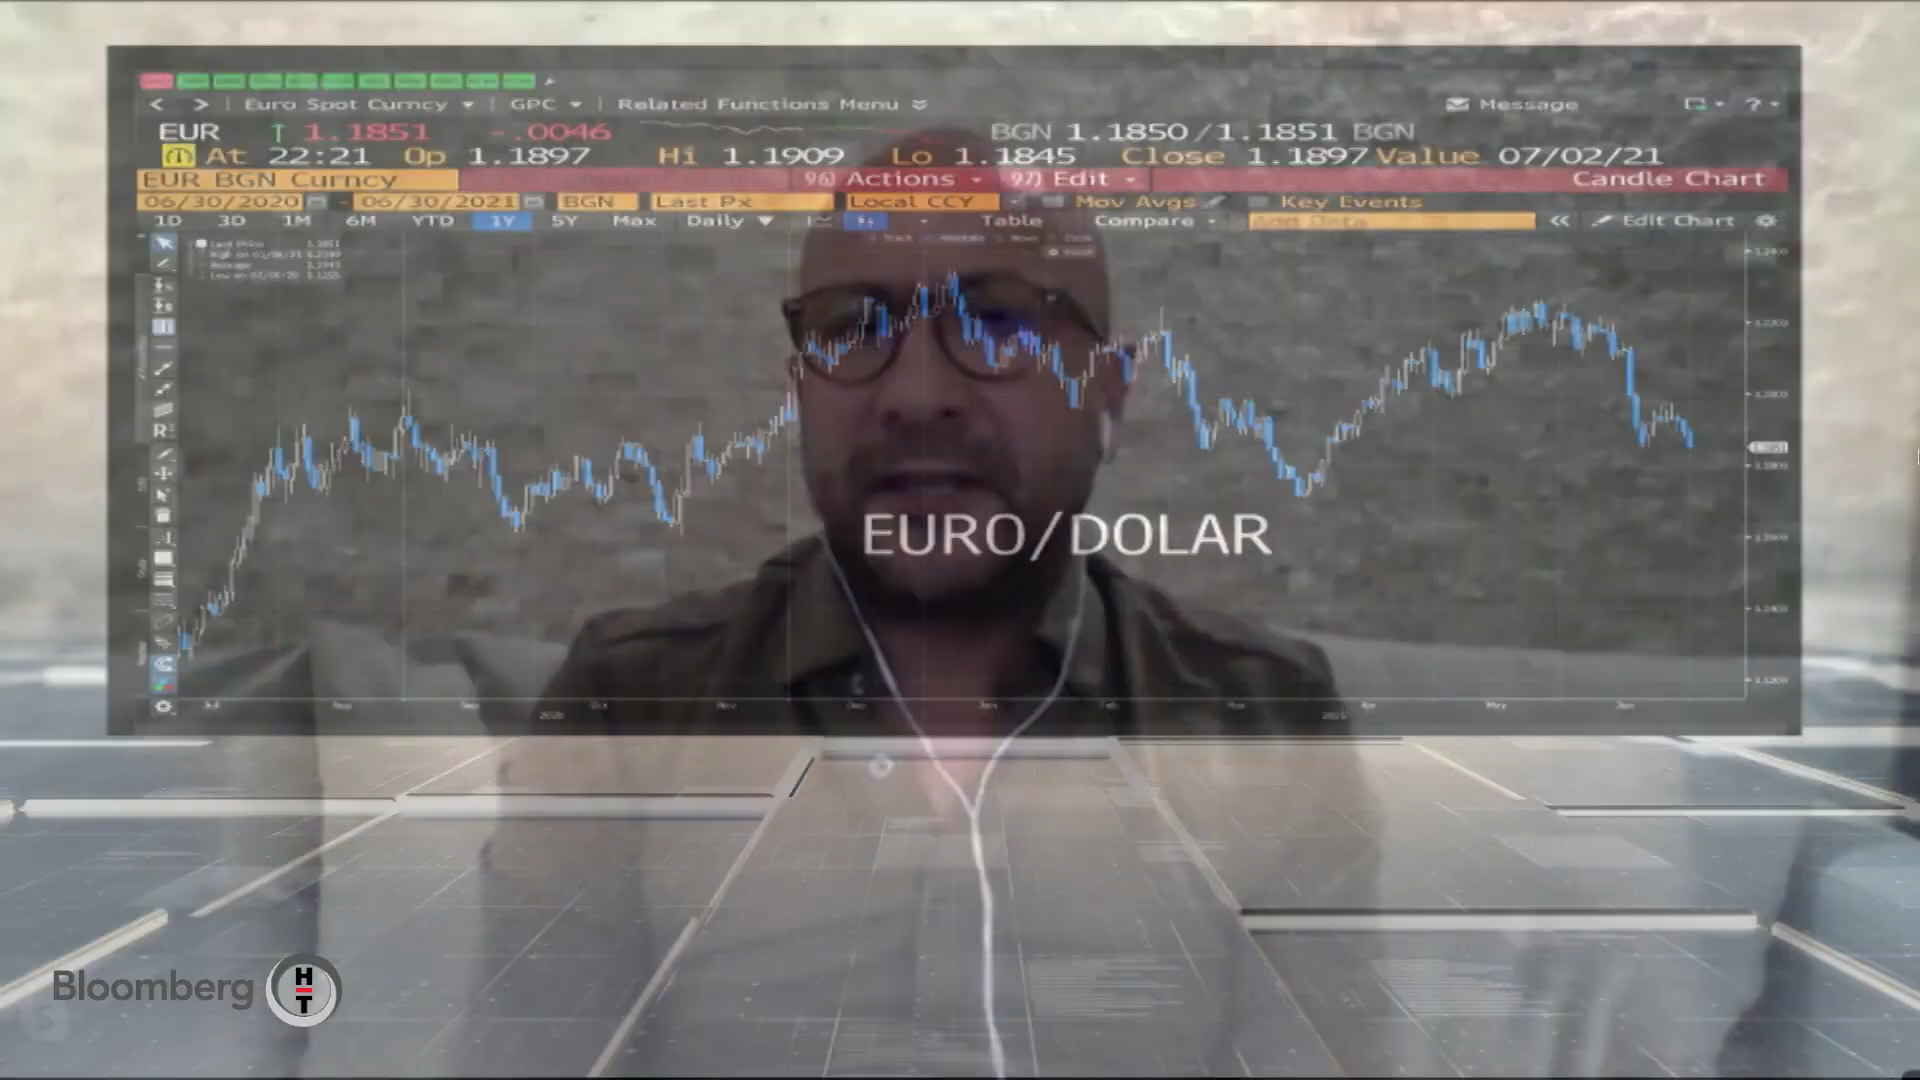 < > Euro Spot Curncy GPC Related Functions Menu Message ?
EUR ↑ 1.1851 -.0046 BGN 1.1850/1.1851 BGN
At 22:21 Op 1.1897 Hi 1.1909 Lo 1.1845 Close 1.1897 Value 07/02/21
EUR BGN Curncy 96) Actions 97) Edit Candle Chart
06/30/2020 - 06/30/2021 BGN Last Px Local CCY Mov Avgs Key Events
1D 3D 1M 6M YTD 1Y 5Y Max Daily ▼ Table Compare Add Data « Edit Chart
EURO/DOLAR
Bloomberg HT